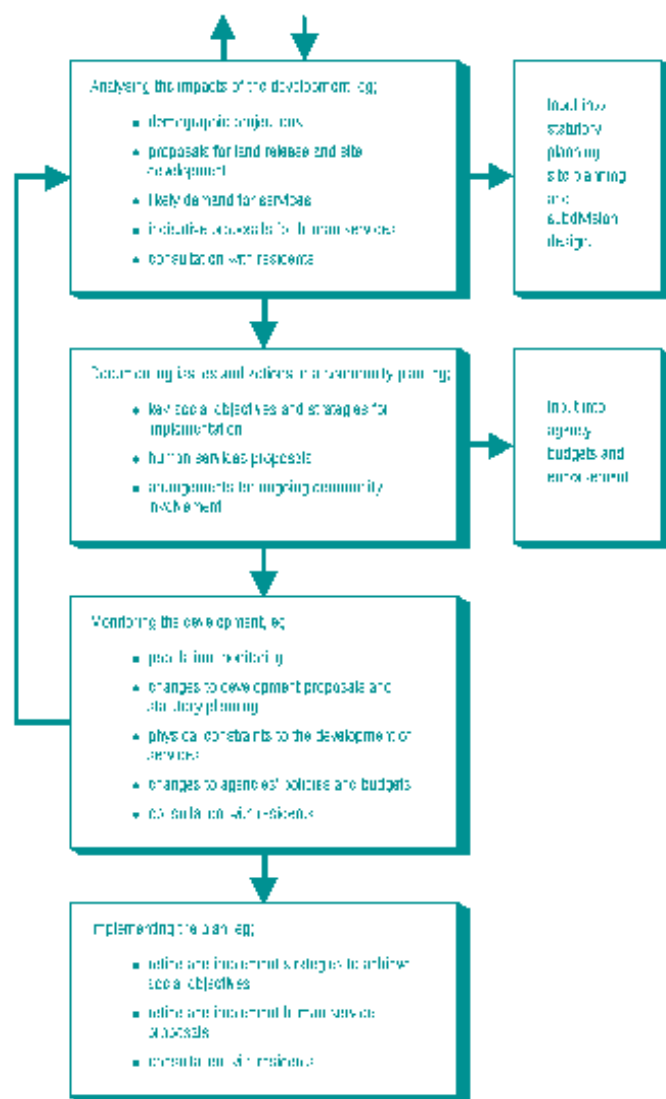 Analysing the impacts of the development, eg;
demographic projections
proposals for land release and site
development
likely demand for services
indicative proposals for human services
consultation with residents
Input into
statutory
planning
site planning
and
subdivision
design.
Documenting issues and actions in a community planning;
key social objectives and strategies for
implementation
human services proposals
arrangements for ongoing community
involvement
Input into
agency
budgets and
Monitoring the development, eg
population monitoring
changes to development proposals and
statutory planning
physical constraints to the development of
services
changes to agencies' policies and budgets
consultation with residents
Implementing the plan, eg;
refine and implement strategies to achieve
social objectives
refine and implement human service
proposals
consultation with residents